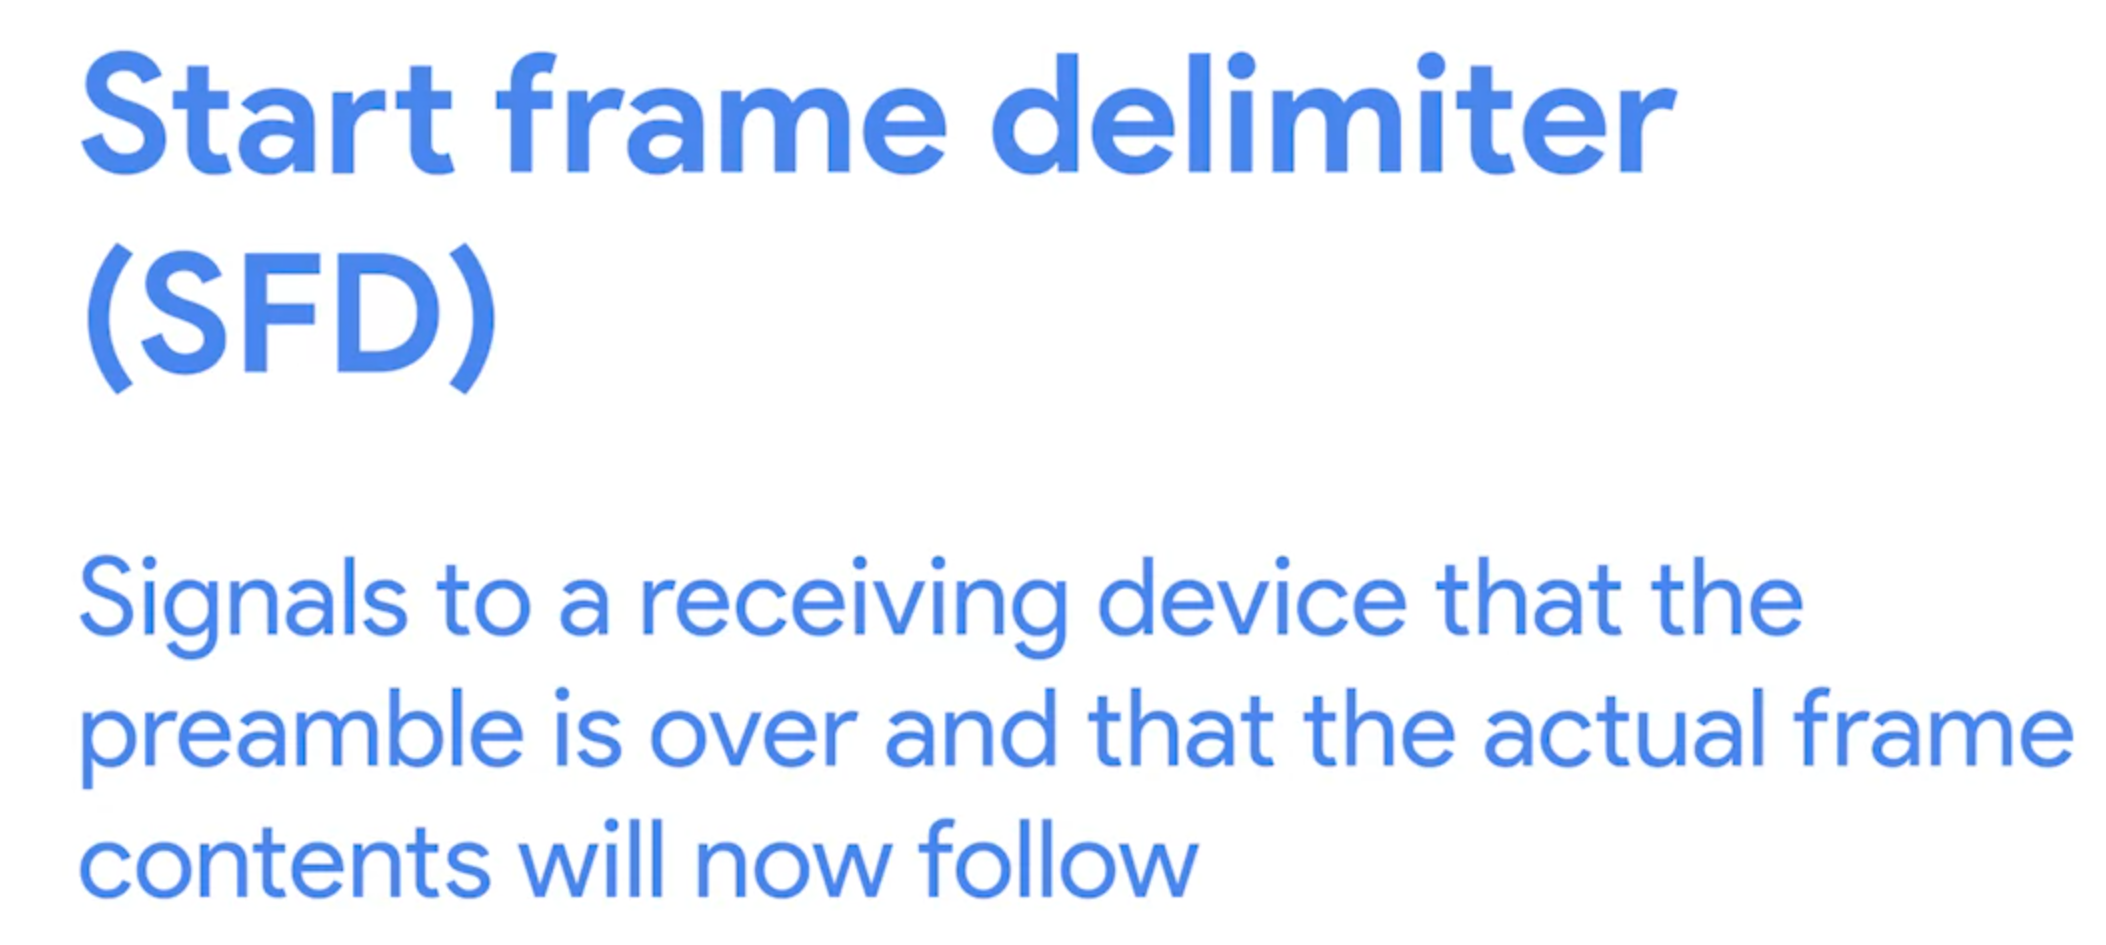 Start frame delimiter
(SFD)
Signals to a receiving device that the
preamble is over and that the actual frame
contents will now follow